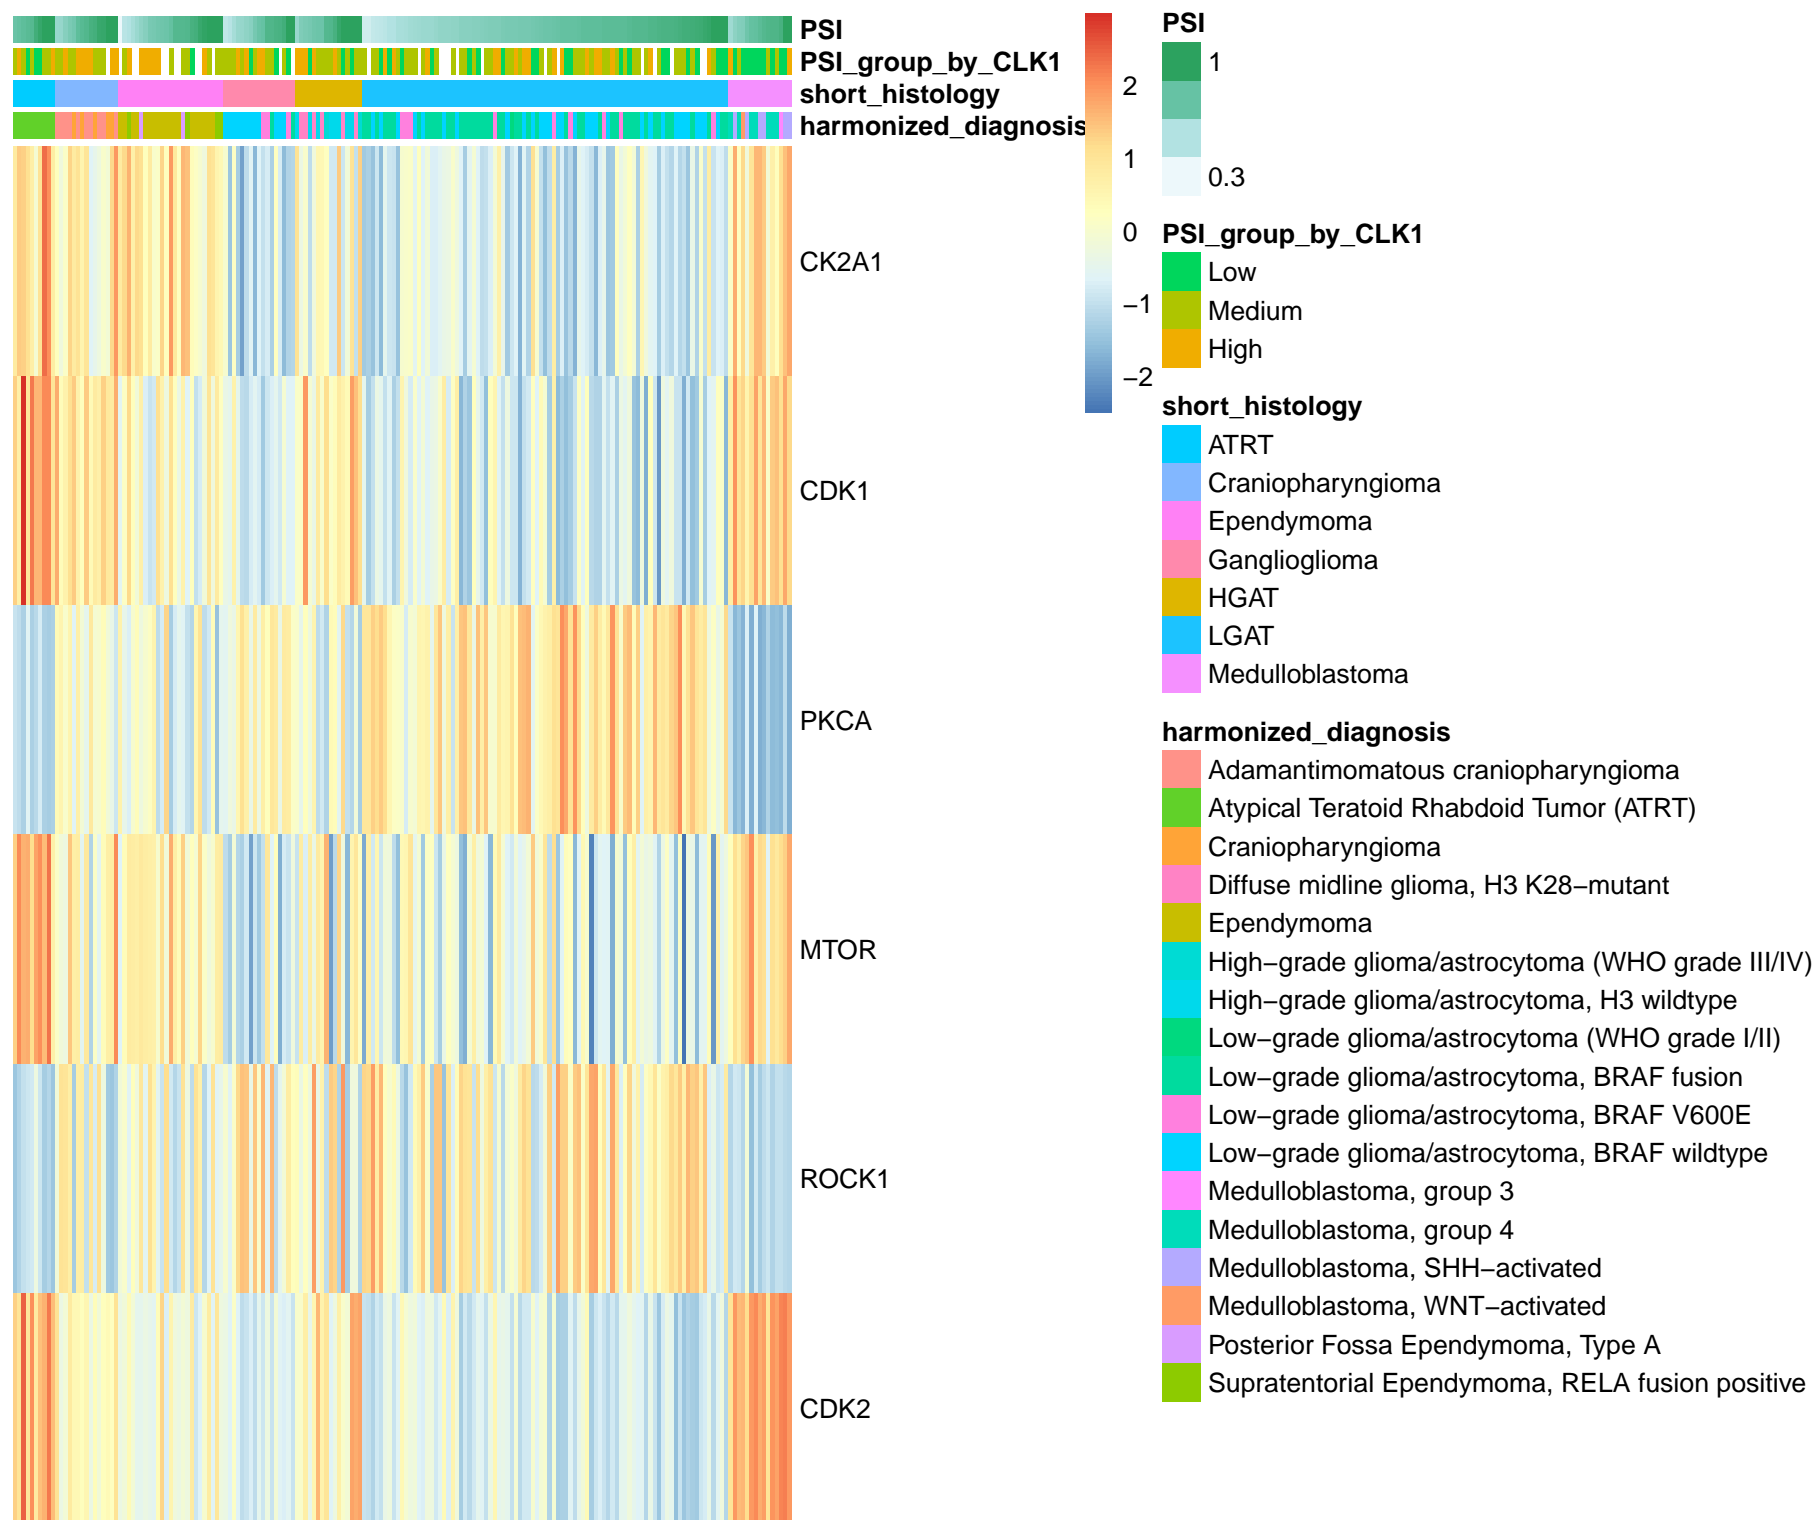 PSI
PSI_group_by_CLK1
short_histology
harmonized_diagnosis
CK2A1
CDK1
PKCA
MTOR
ROCK1
CDK2
2
1
0
−1
−2
PSI
1
0.3
PSI_group_by_CLK1
Low
Medium
High
short_histology
ATRT
Craniopharyngioma
Ependymoma
Ganglioglioma
HGAT
LGAT
Medulloblastoma
harmonized_diagnosis
Adamantimomatous craniopharyngioma
Atypical Teratoid Rhabdoid Tumor (ATRT)
Craniopharyngioma
Diffuse midline glioma, H3 K28−mutant
Ependymoma
High−grade glioma/astrocytoma (WHO grade III/IV)
High−grade glioma/astrocytoma, H3 wildtype
Low−grade glioma/astrocytoma (WHO grade I/II)
Low−grade glioma/astrocytoma, BRAF fusion
Low−grade glioma/astrocytoma, BRAF V600E
Low−grade glioma/astrocytoma, BRAF wildtype
Medulloblastoma, group 3
Medulloblastoma, group 4
Medulloblastoma, SHH−activated
Medulloblastoma, WNT−activated
Posterior Fossa Ependymoma, Type A
Supratentorial Ependymoma, RELA fusion positive